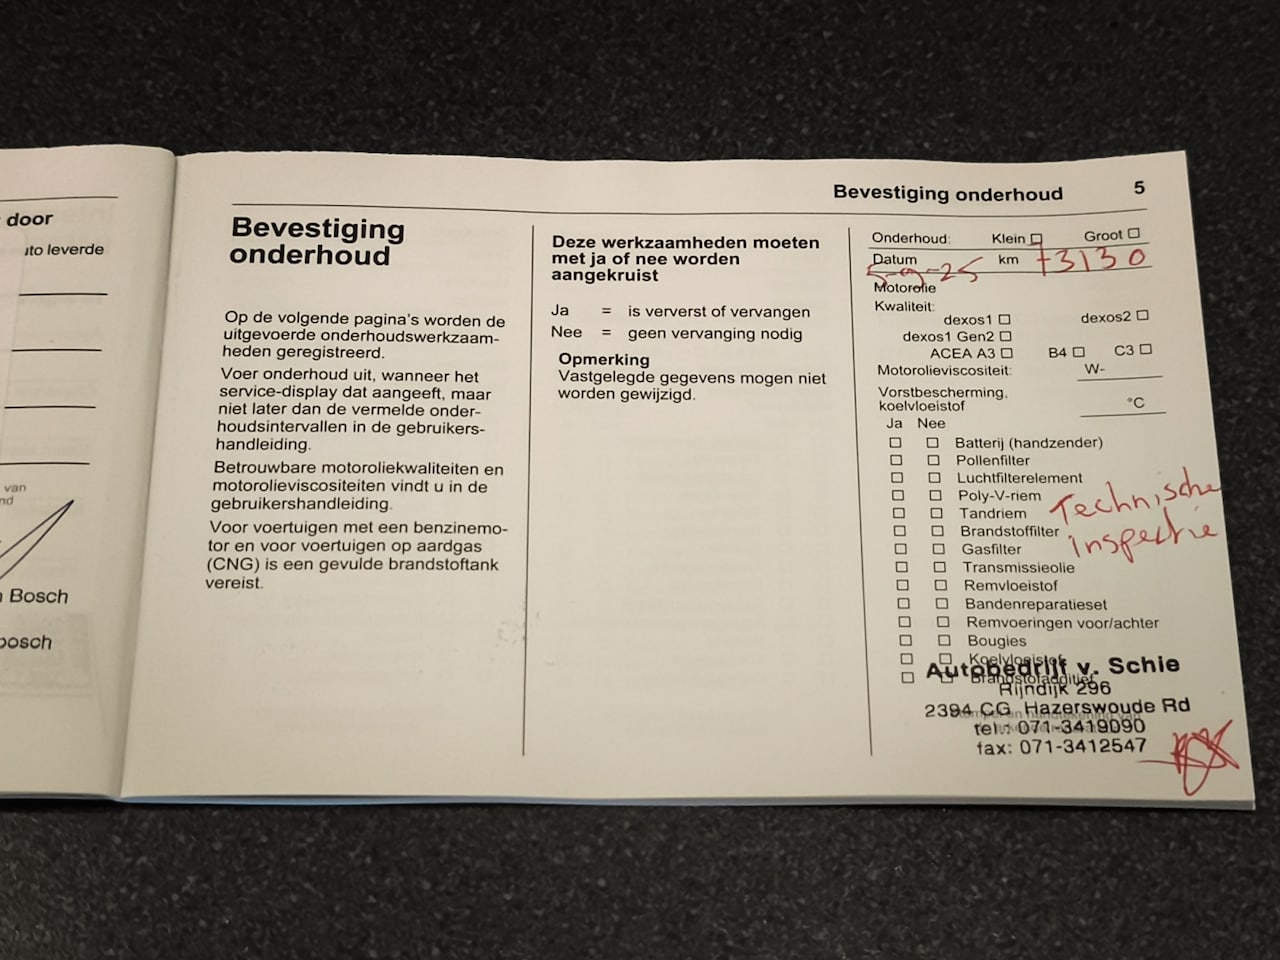 door
uto leverde
van
nd
Bosch
bosch
Bevestiging onderhoud 5
Bevestiging
onderhoud
Op de volgende pagina's worden de
uitgevoerde onderhoudswerkzaam-
heden geregistreerd.
Voer onderhoud uit, wanneer het
service-display dat aangeeft, maar
niet later dan de vermelde onder-
houdsintervallen in de gebruikers-
handleiding.
Betrouwbare motoroliekwaliteiten en
motorolieviscositeiten vindt u in de
gebruikershandleiding.
Voor voertuigen met een benzinemo-
tor en voor voertuigen op aardgas
(CNG) is een gevulde brandstoftank
vereist.
Deze werkzaamheden moeten
met ja of nee worden
aangekruist
Ja = is ververst of vervangen
Nee = geen vervanging nodig
Opmerking
Vastgelegde gegevens mogen niet
worden gewijzigd.
Onderhoud: Klein Groot
Datum km 73130
5-9-25
Motorolie
Kwaliteit:
dexos1 dexos2
dexos1 Gen2
ACEA A3 B4 C3
Motorolieviscositeit: W-
Vorstbescherming,
koelvloeistof °C
Ja Nee
Batterij (handzender)
Pollenfilter
Luchtfilterelement
Poly-V-riem
Tandriem
Brandstoffilter
Gasfilter
Transmissieolie
Remvloeistof
Bandenreparatieset
Remvoeringen voor/achter
Bougies
Koelvloeistof
Brandstofadditief
Technische
inspectie
Autobedrijf v. Schie
Rijndijk 296
2394 CG Hazerswoude Rd
tel.: 071-3419090
fax: 071-3412547